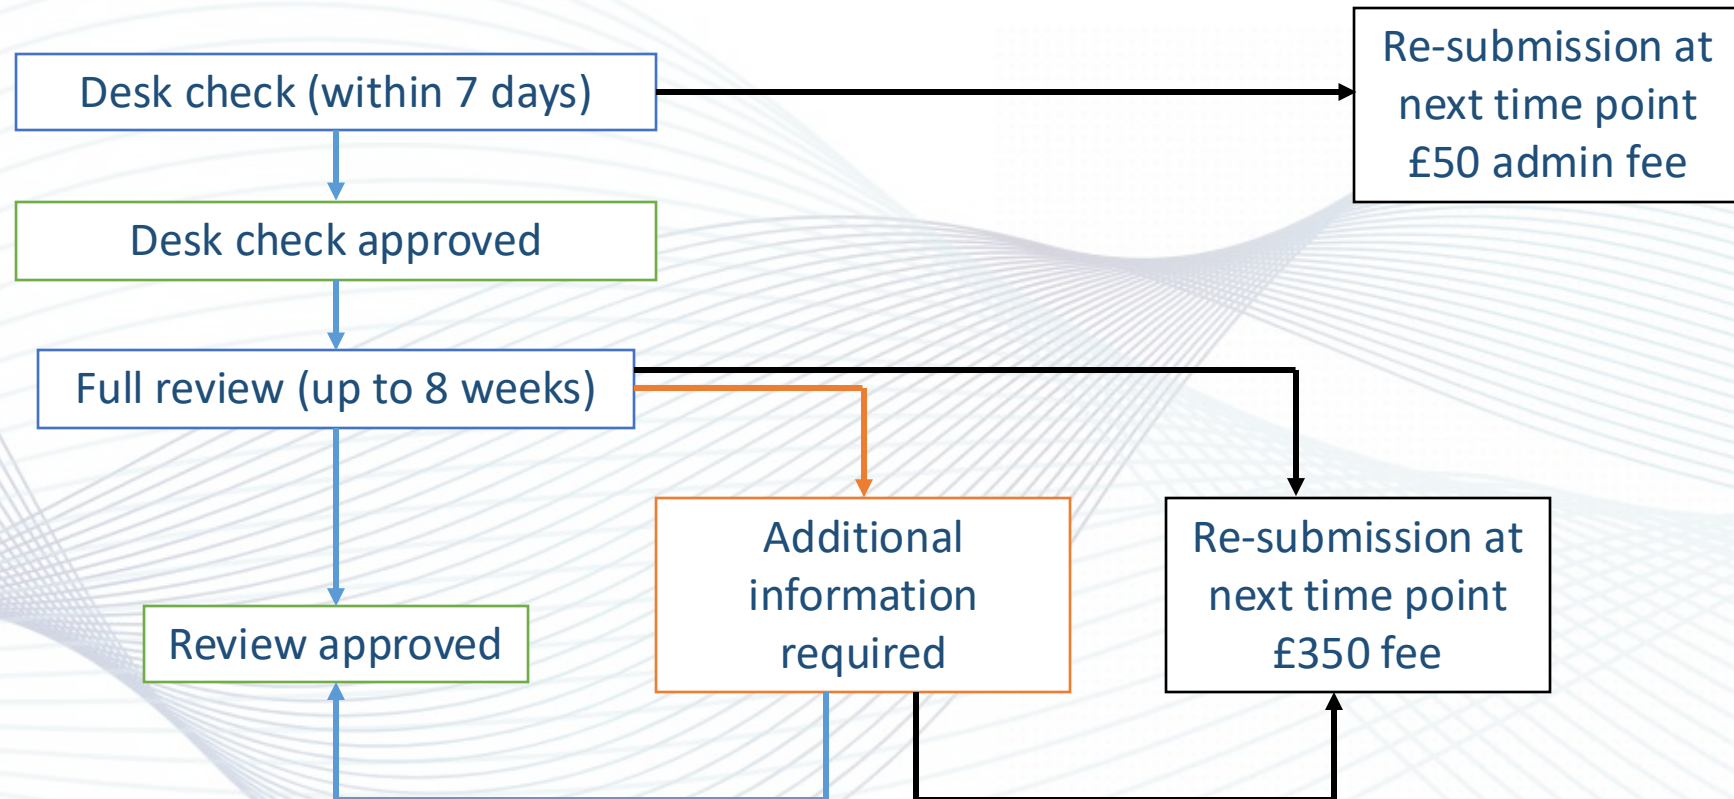 Desk check (within 7 days)
Re-submission at
next time point
£50 admin fee
Desk check approved
Full review (up to 8 weeks)
Review approved
Additional
information
required
Re-submission at
next time point
£350 fee